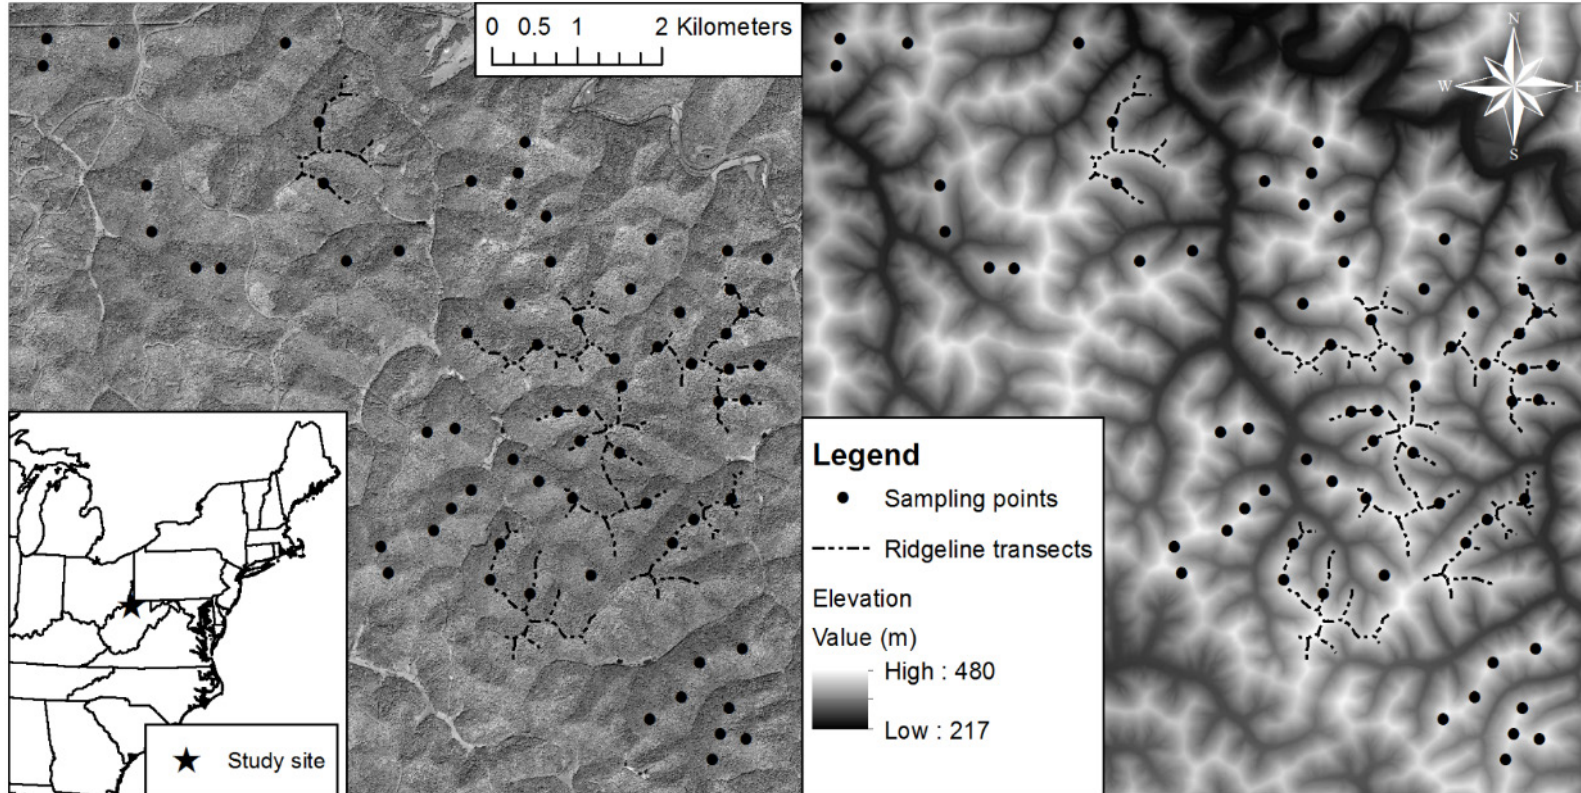 0 0.5 1 2 Kilometers
N
W E
S
Legend
Sampling points
Ridgeline transects
Elevation
Value (m)
High : 480
Low : 217
Study site